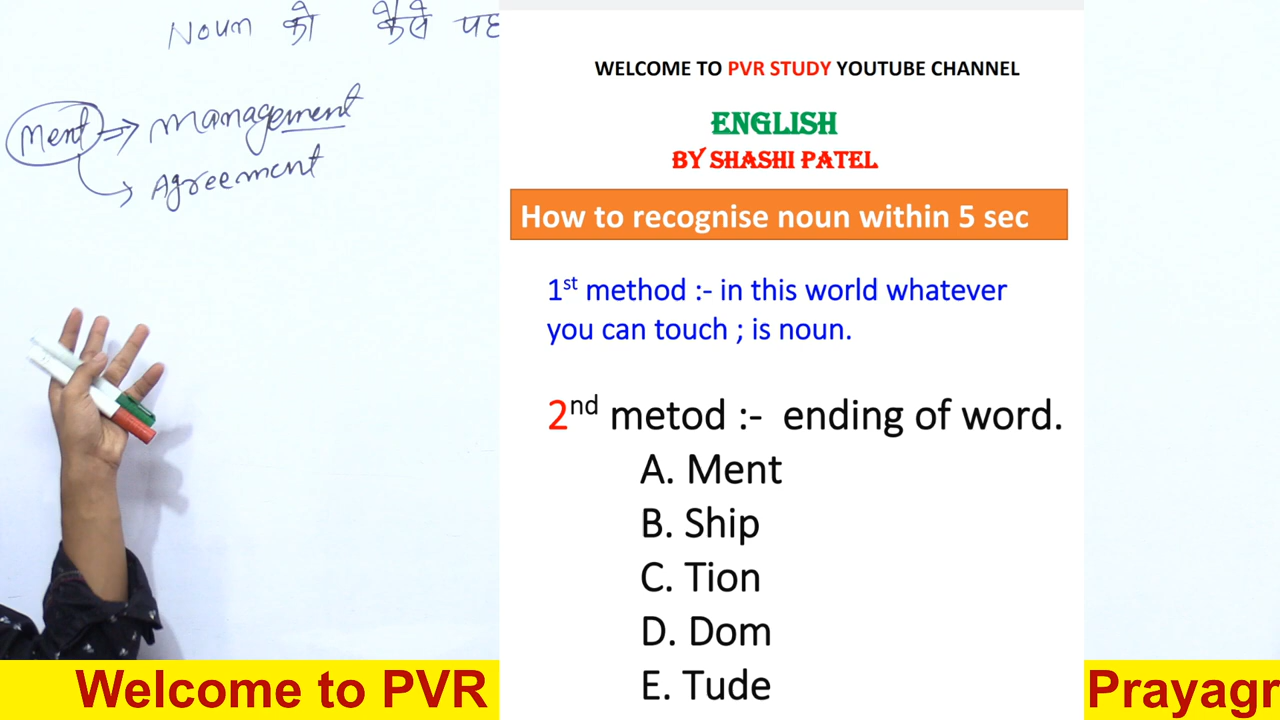 Noun को कैसे पह
Ment → Management
→ Agreement
WELCOME TO PVR STUDY YOUTUBE CHANNEL
ENGLISH
BY SHASHI PATEL
How to recognise noun within 5 sec
1st method :- in this world whatever
you can touch ; is noun.
2nd metod :- ending of word.
A. Ment
B. Ship
C. Tion
D. Dom
E. Tude
Welcome to PVR
Prayagr